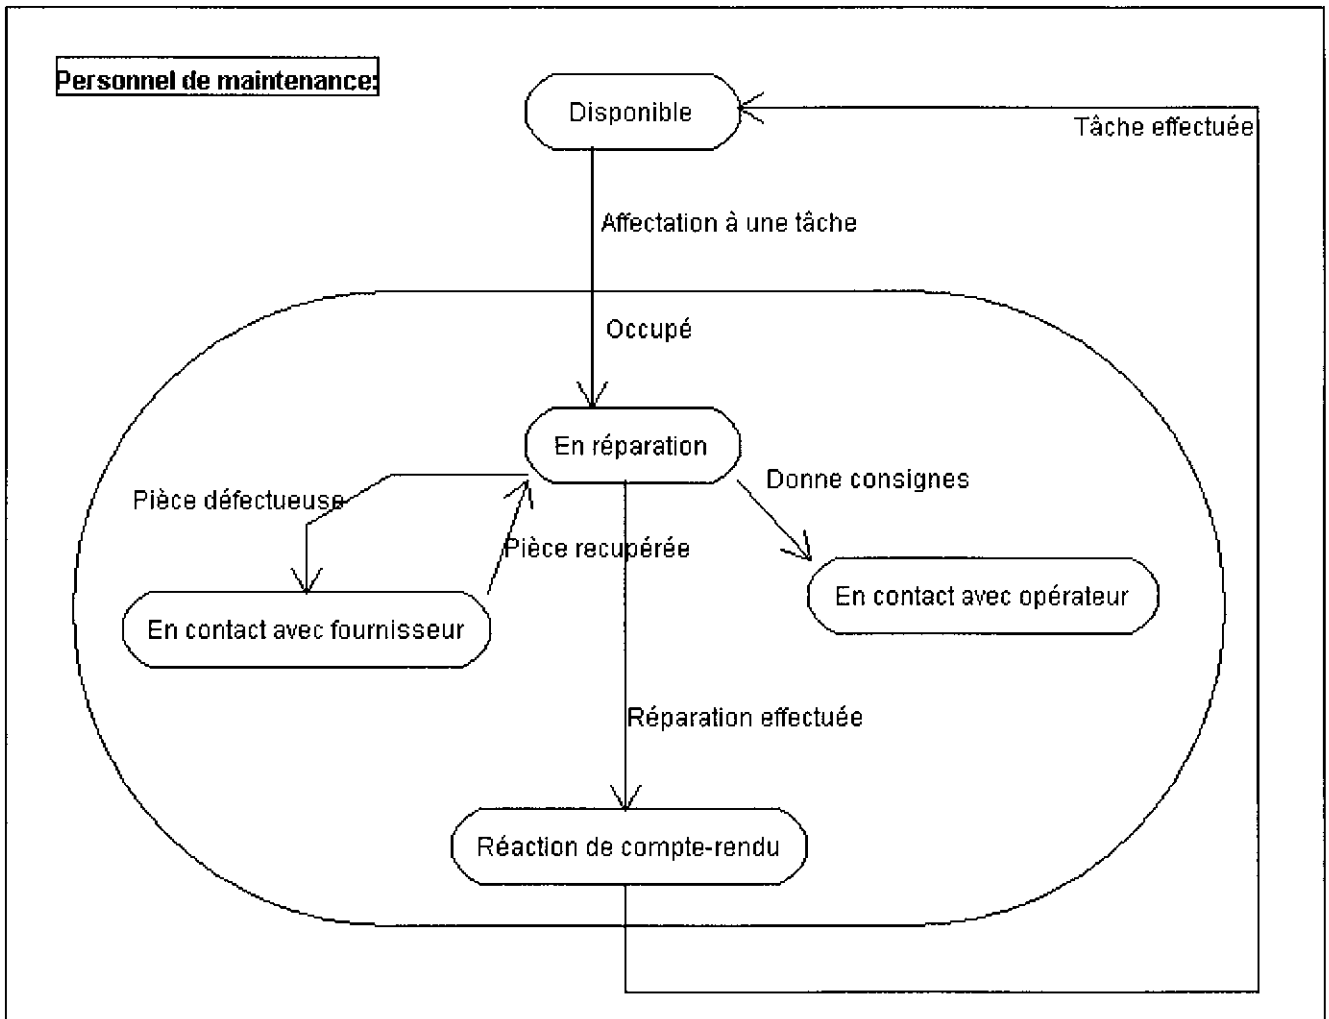 Personnel de maintenance:
Disponible
Tâche effectuée
Affectation à une tâche
Occupé
En réparation
Donne consignes
Pièce défectueuse
Pièce recupérée
En contact avec opérateur
En contact avec fournisseur
Réparation effectuée
Réaction de compte-rendu